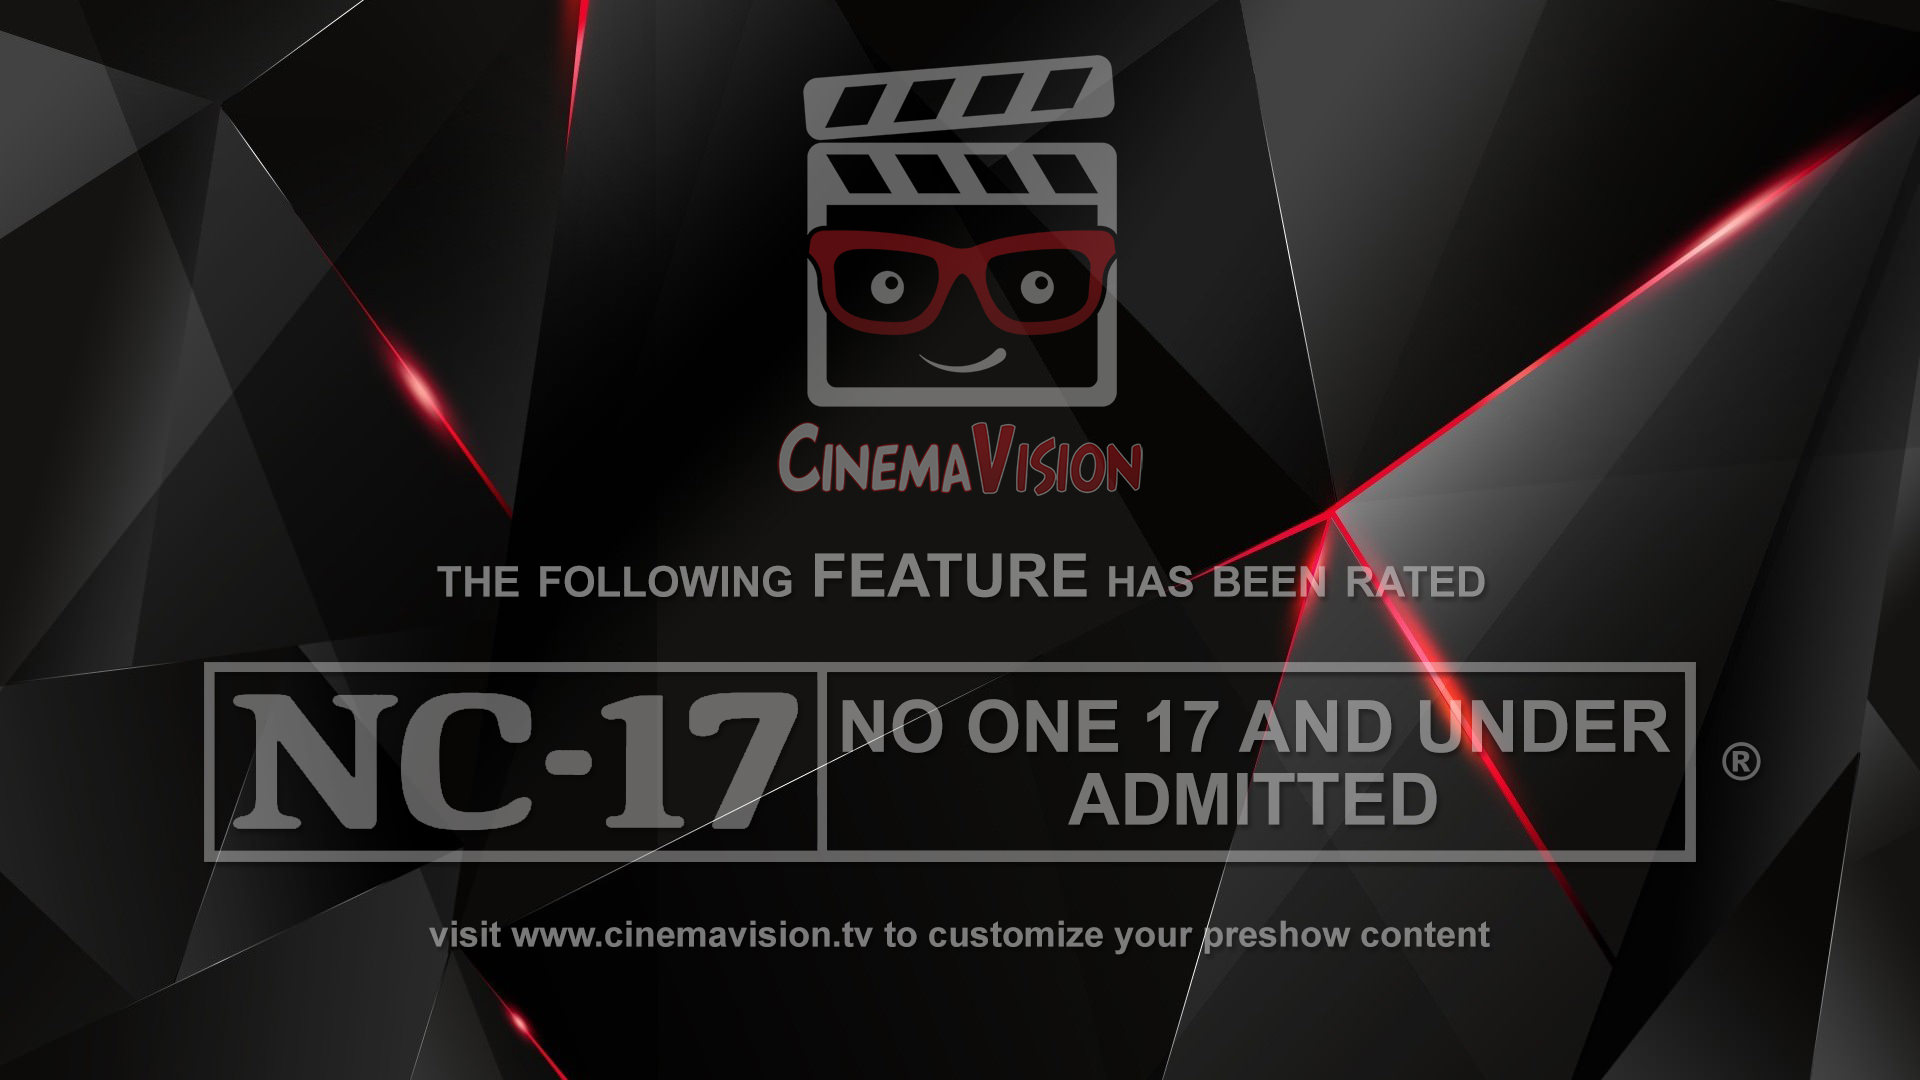 CINEMAVISION
THE FOLLOWING FEATURE HAS BEEN RATED
NC-17
NO ONE 17 AND UNDER
ADMITTED
®
visit www.cinemavision.tv to customize your preshow content